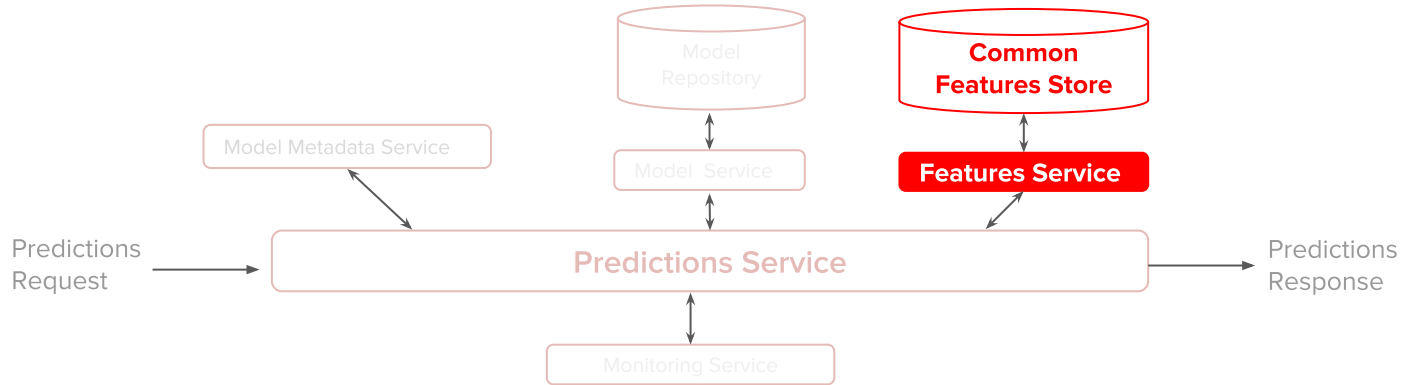 Model
Repository
Common
Features Store
Model Metadata Service
Model Service
Features Service
Predictions
Request
Predictions Service
Predictions
Response
Monitoring Service